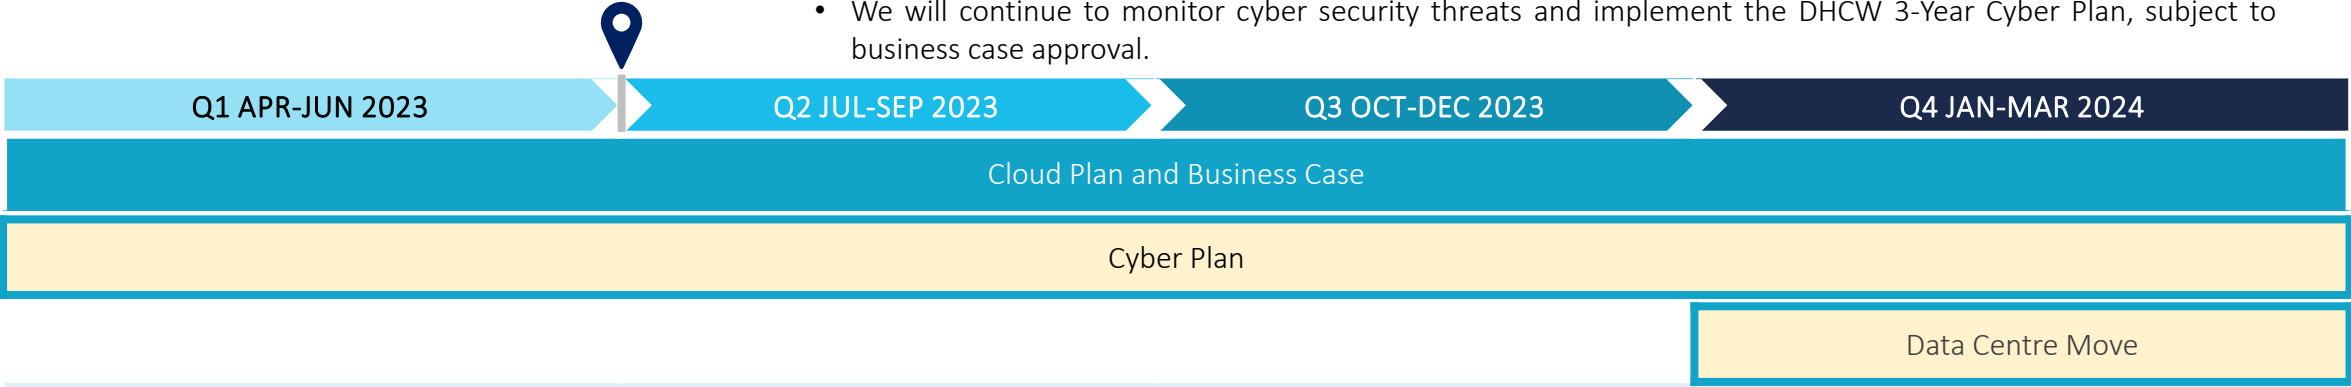 • We will continue to monitor cyber security threats and implement the DHCW 3-Year Cyber Plan, subject to
business case approval.
Q1 APR-JUN 2023
Q2 JUL-SEP 2023
Q3 OCT-DEC 2023
Q4 JAN-MAR 2024
Cloud Plan and Business Case
Cyber Plan
Data Centre Move